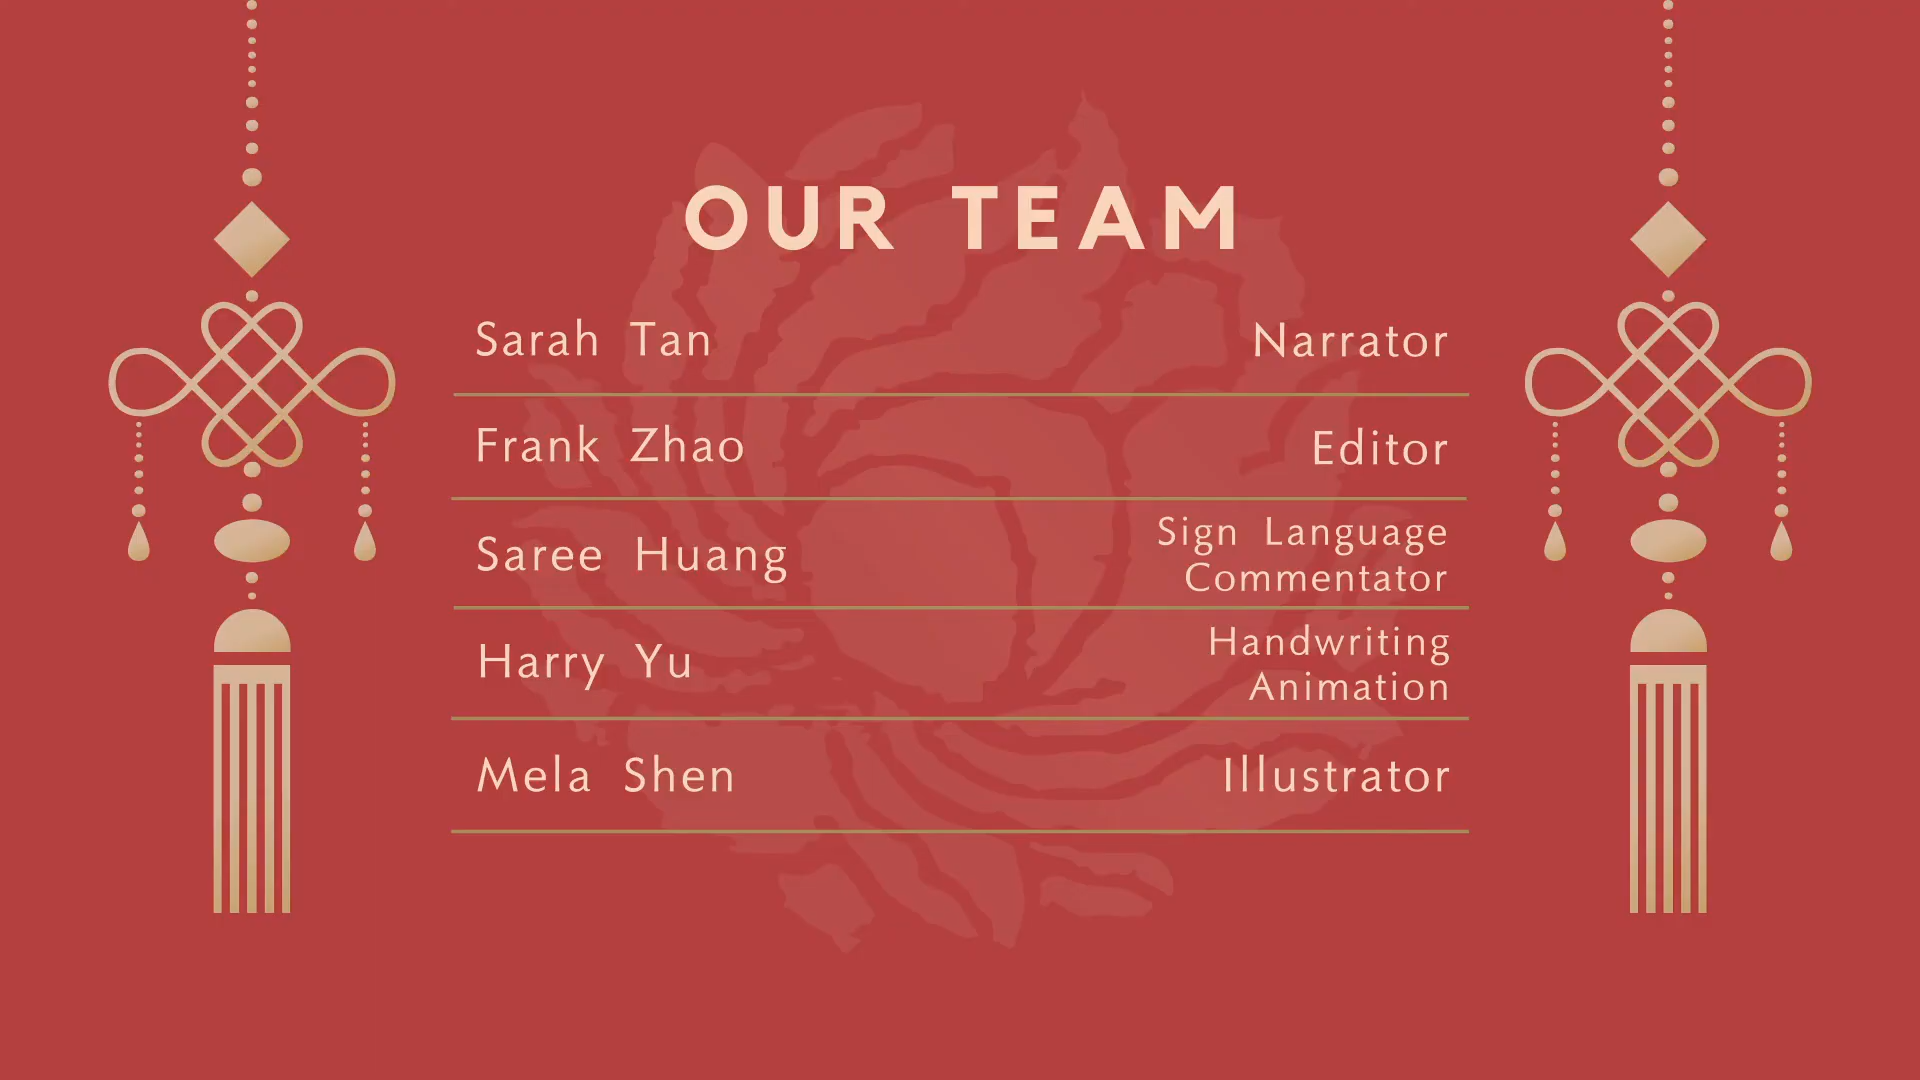 OUR TEAM
Sarah Tan Narrator
Frank Zhao Editor
Saree Huang Sign Language
Commentator
Harry Yu Handwriting
Animation
Mela Shen Illustrator